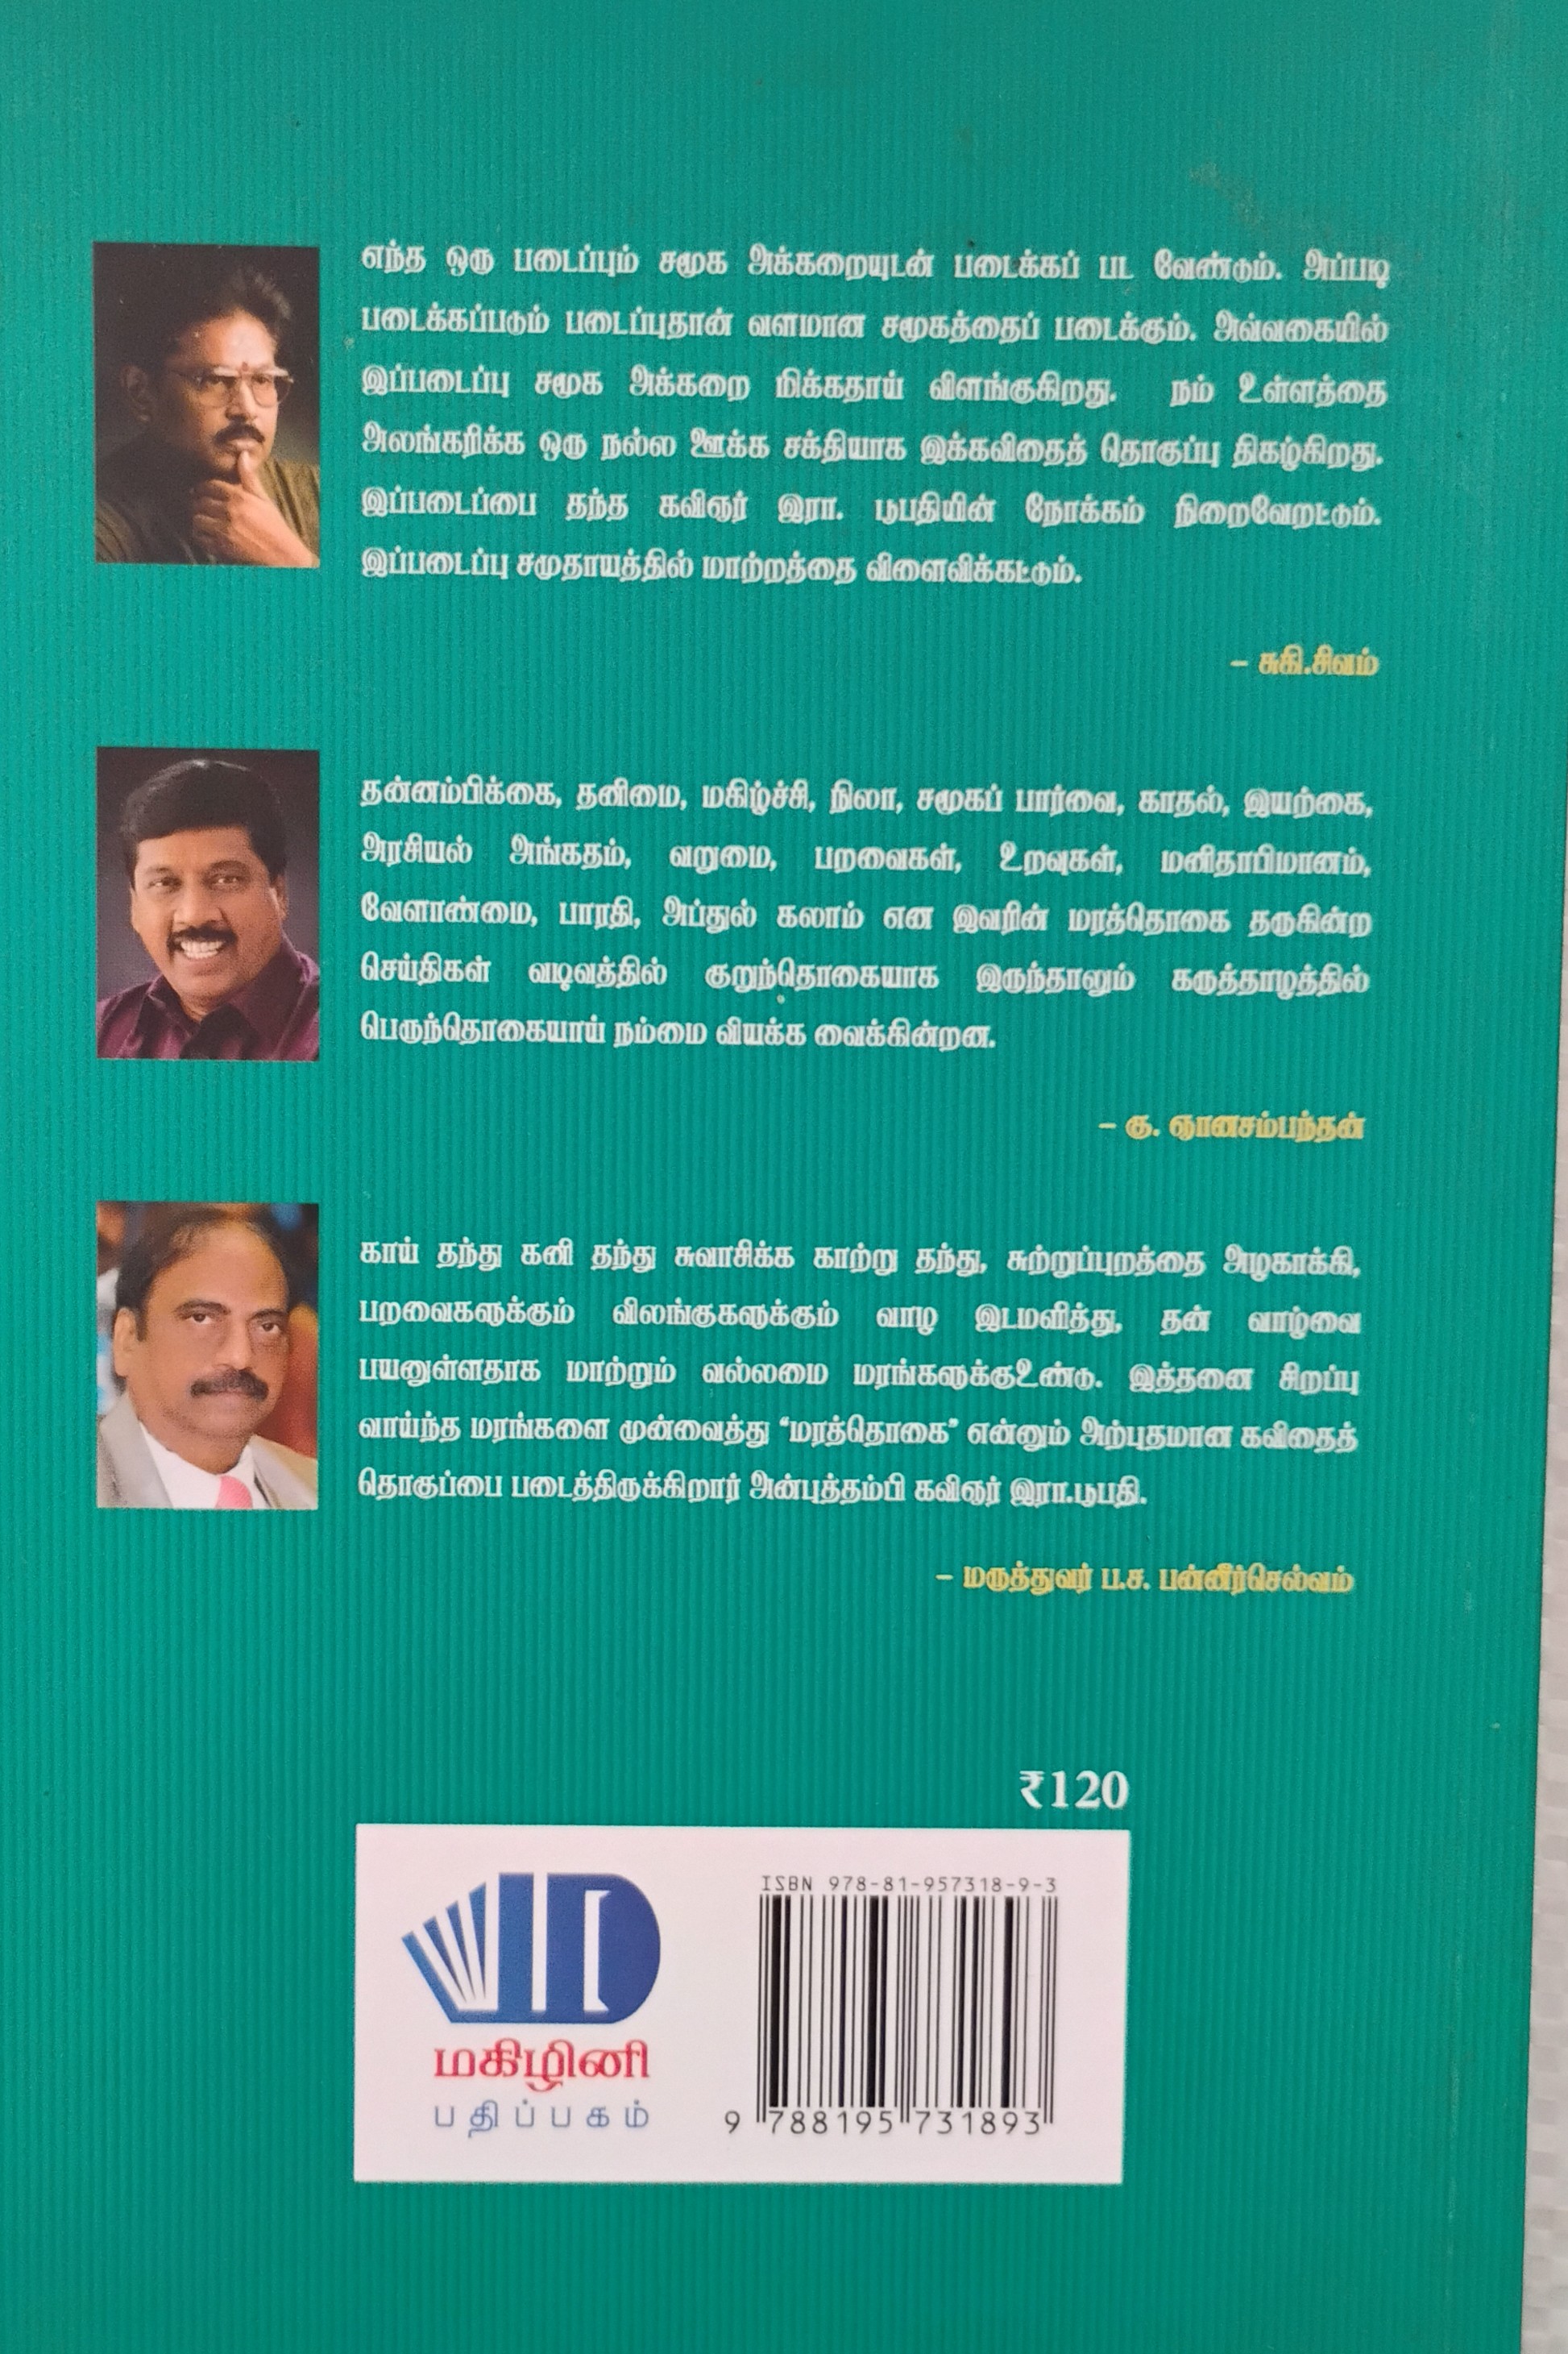 எந்த ஒரு படைப்பும் சமூக அக்கறையுடன் படைக்கப் பட வேண்டும். அப்படி
படைக்கப்படும் படைப்புதான் வளமான சமூகத்தைப் படைக்கும். அவ்வகையில்
இப்படைப்பு சமூக அக்கறை மிக்கதாய் விளங்குகிறது. நம் உள்ளத்தை
அலங்கரிக்க ஒரு நல்ல ஊக்க சக்தியாக இக்கவிதைத் தொகுப்பு திகழ்கிறது.
இப்படைப்பை தந்த கவிஞர் இரா. பூபதியின் நோக்கம் நிறைவேறட்டும்.
இப்படைப்பு சமுதாயத்தில் மாற்றத்தை விளைவிக்கட்டும்.
– சுகி.சிவம்
தன்னம்பிக்கை, தனிமை, மகிழ்ச்சி, நிலா, சமூகப் பார்வை, காதல், இயற்கை,
அரசியல் அங்கதம், வறுமை, பறவைகள், உறவுகள், மனிதாபிமானம்,
வேளாண்மை, பாரதி, அப்துல் கலாம் என இவரின் மரத்தொகை தருகின்ற
செய்திகள் வடிவத்தில் குறுந்தொகையாக இருந்தாலும் கருத்தாழத்தில்
பெருந்தொகையாய் நம்மை வியக்க வைக்கின்றன.
– கு. ஞானசம்பந்தன்
காய் தந்து கனி தந்து சுவாசிக்க காற்று தந்து, சுற்றுப்புறத்தை அழகாக்கி,
பறவைகளுக்கும் விலங்குகளுக்கும் வாழ இடமளித்து, தன் வாழ்வை
பயனுள்ளதாக மாற்றும் வல்லமை மரங்களுக்குஉண்டு. இத்தனை சிறப்பு
வாய்ந்த மரங்களை முன்வைத்து “மரத்தொகை” என்னும் அற்புதமான கவிதைத்
தொகுப்பை படைத்திருக்கிறார் அன்புத்தம்பி கவிஞர் இரா.பூபதி.
– மருத்துவர் ப.ச. பன்னீர்செல்வம்
₹120
ISBN 978-81-957318-9-3
மகிழினி
பதிப்பகம்
9 788195 731893